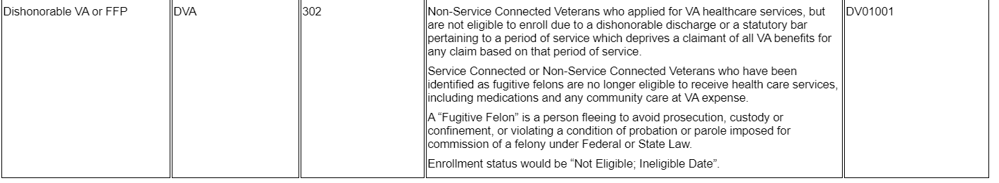 Dishonorable VA or FFP
DVA
302
Non-Service Connected Veterans who applied for VA healthcare services, but
are not eligible to enroll due to a dishonorable discharge or a statutory bar
pertaining to a period of service which deprives a claimant of all VA benefits for
any claim based on that period of service.
Service Connected or Non-Service Connected Veterans who have been
identified as fugitive felons are no longer eligible to receive health care services,
including medications and any community care at VA expense.
A “Fugitive Felon” is a person fleeing to avoid prosecution, custody or
confinement, or violating a condition of probation or parole imposed for
commission of a felony under Federal or State Law.
Enrollment status would be “Not Eligible; Ineligible Date”.
DV01001